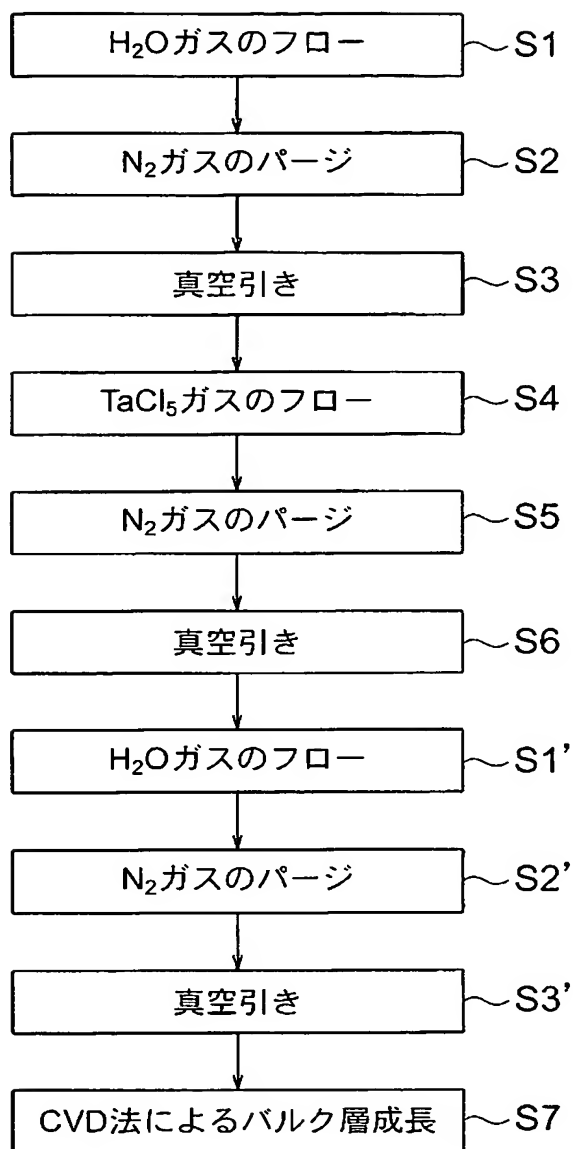 H₂Oガスのフロー S1
N₂ガスのパージ S2
真空引き S3
TaCl₅ガスのフロー S4
N₂ガスのパージ S5
真空引き S6
H₂Oガスのフロー S1’
N₂ガスのパージ S2’
真空引き S3’
CVD法によるバルク層成長 S7